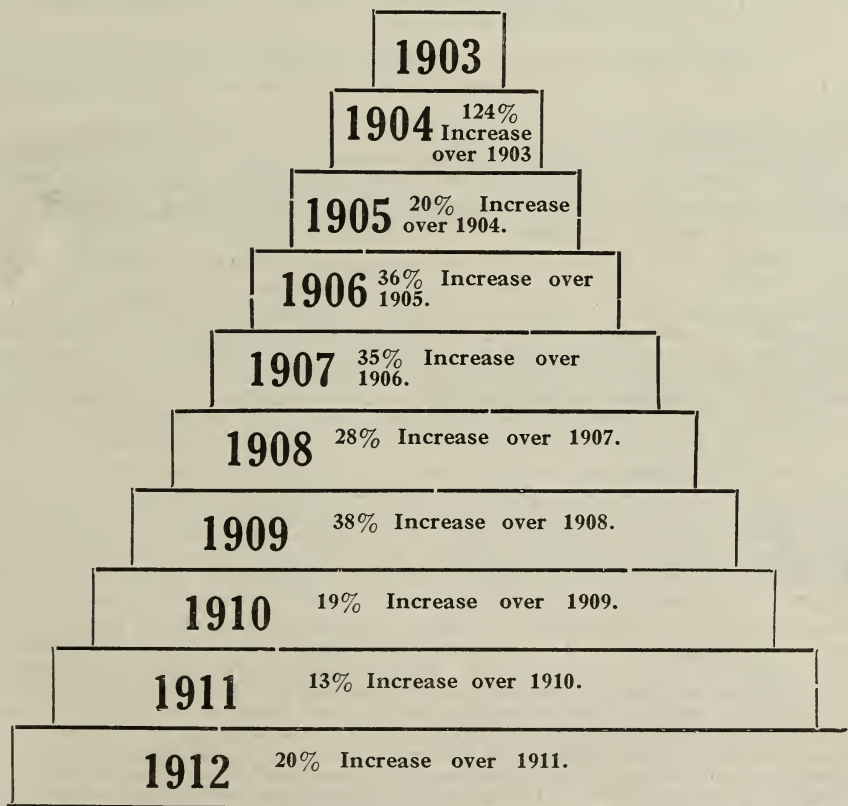 1903
1904 124%
Increase
over 1903
1905 20% Increase
over 1904.
1906 36% Increase over
1905.
1907 35% Increase over
1906.
1908 28% Increase over 1907.
1909 38% Increase over 1908.
1910 19% Increase over 1909.
1911 13% Increase over 1910.
1912 20% Increase over 1911.